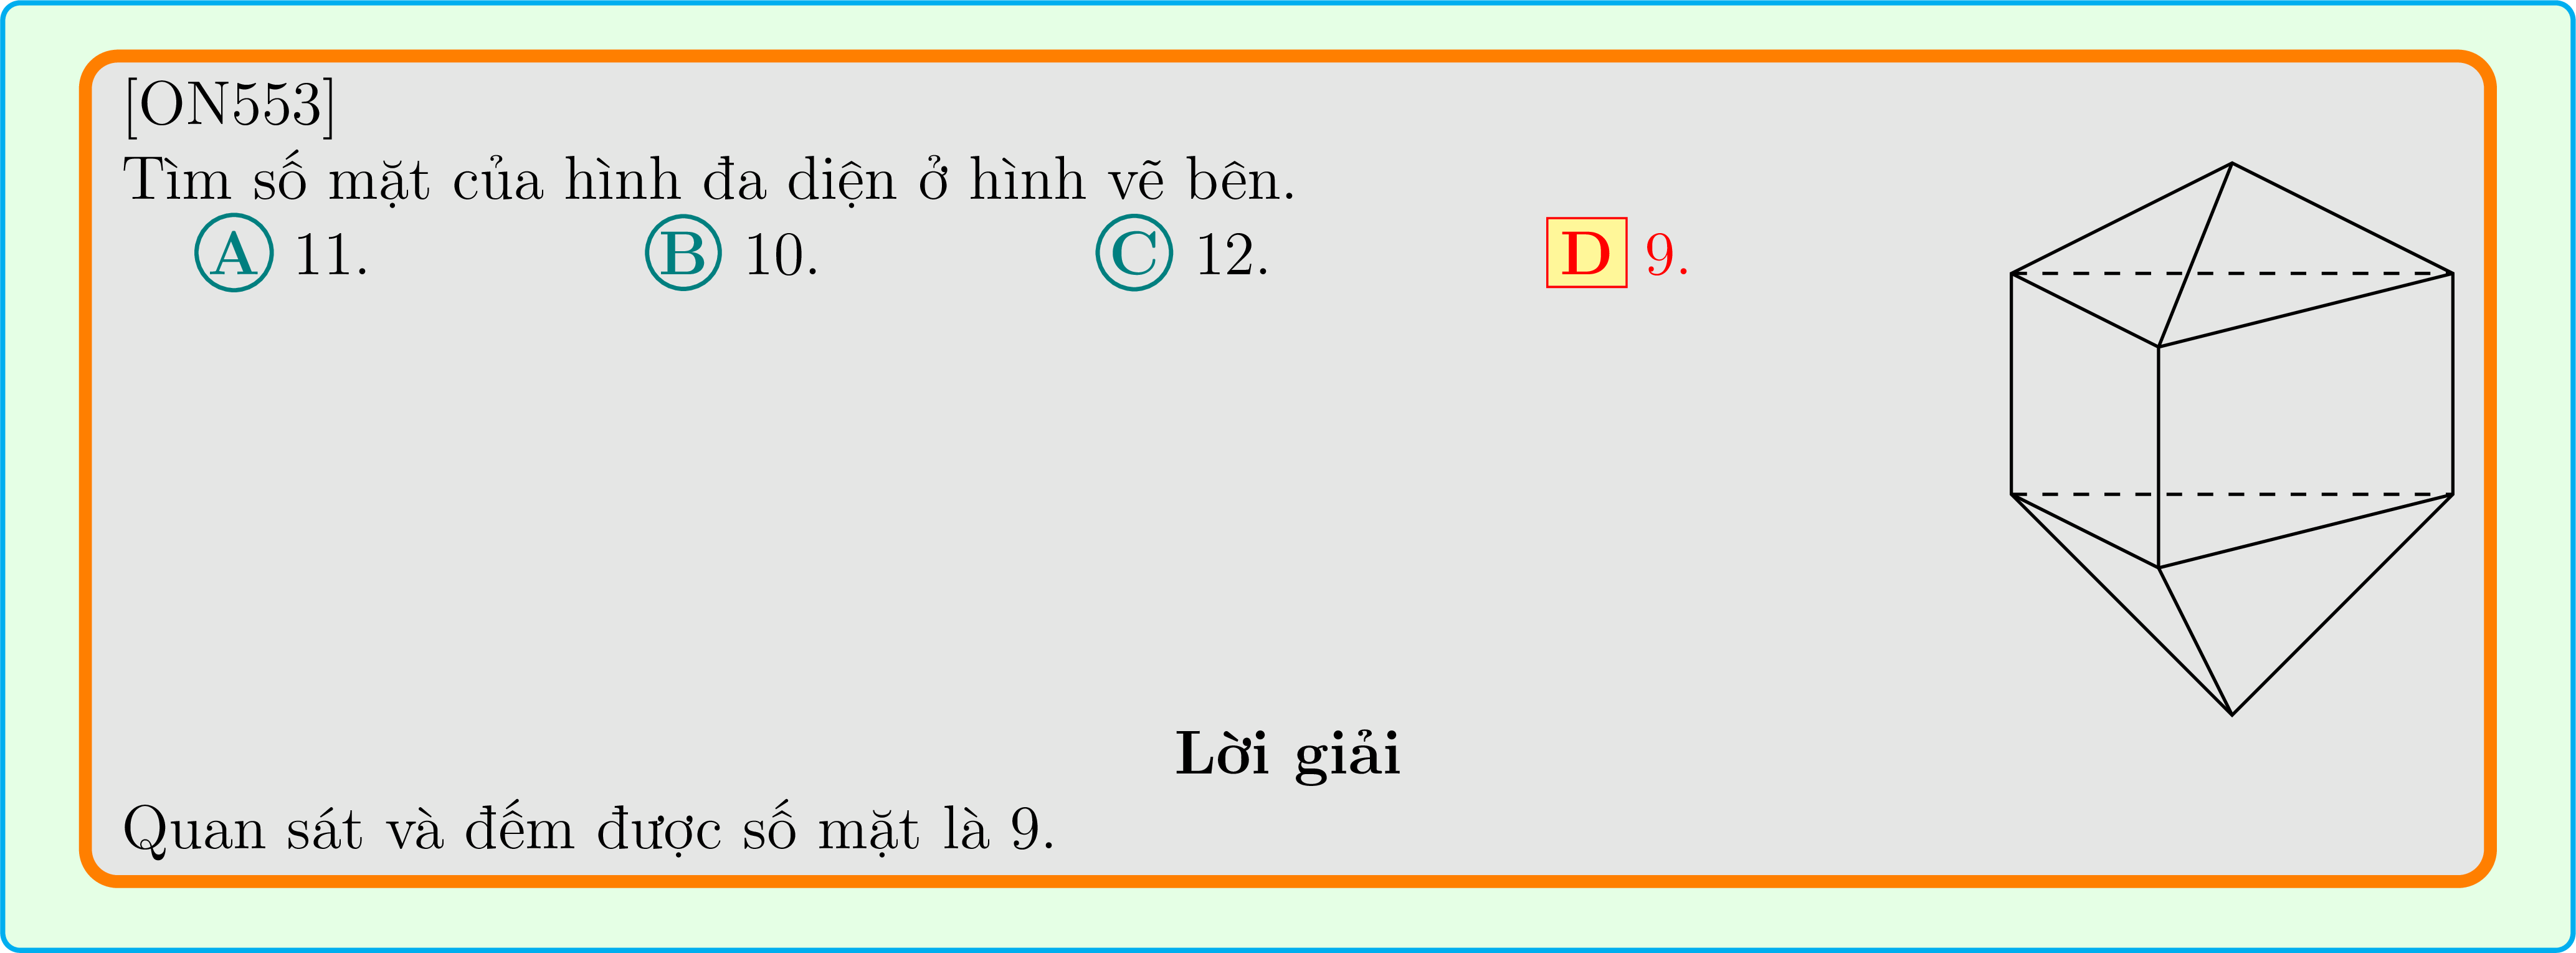 [ON553]
Tìm số mặt của hình đa diện ở hình vẽ bên.
A 11. B 10. C 12. D 9.
Lời giải
Quan sát và đếm được số mặt là 9.